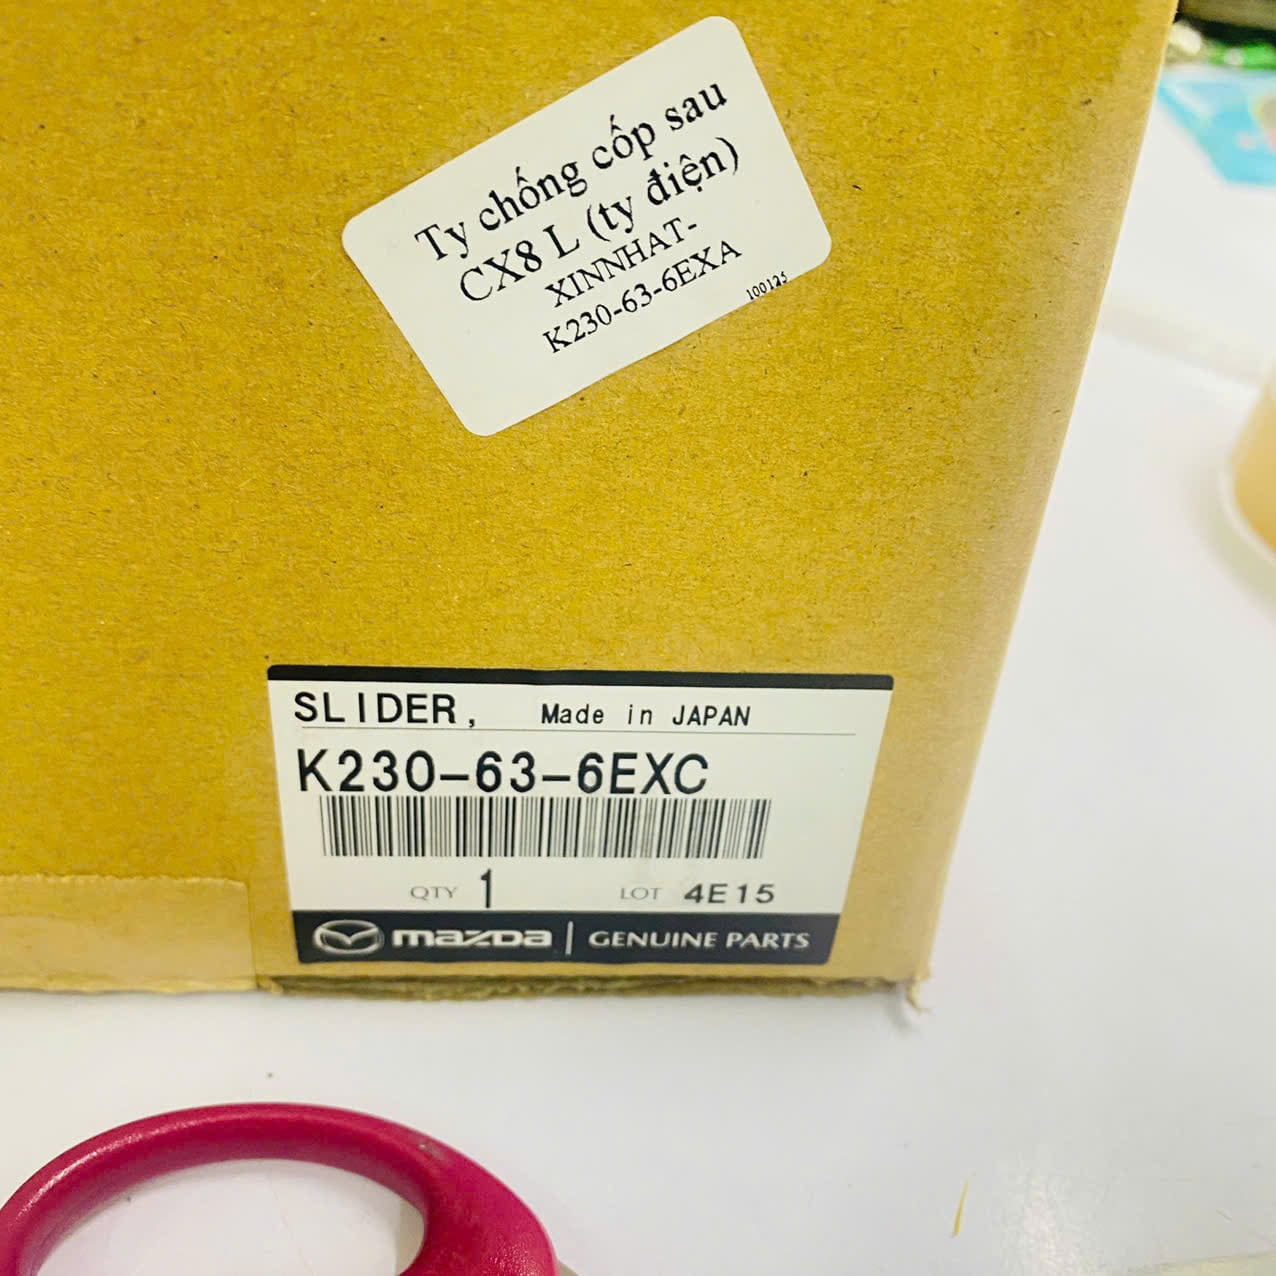 Ty chống cốp sau
CX8 L (ty điện)
XINNHAT-
K230-63-6EXA
100125
SLIDER, Made in JAPAN
K230-63-6EXC
QTY 1 LOT 4E15
mazda GENUINE PARTS